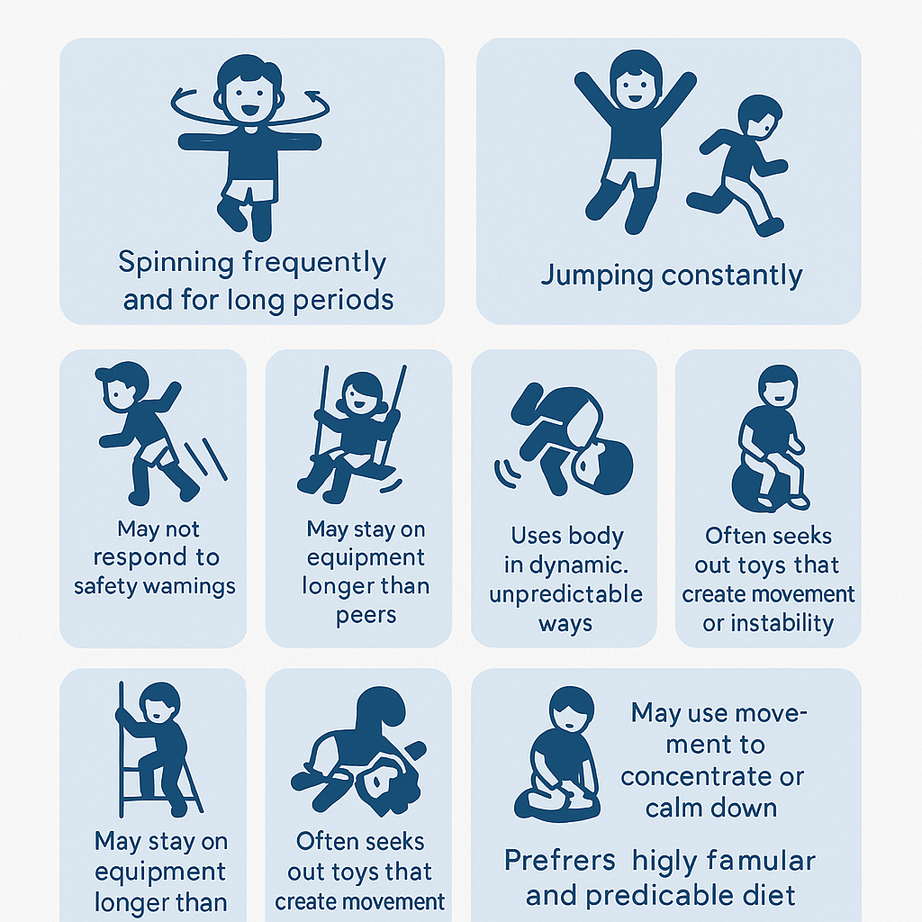 Spinning frequently
and for long periods
Jumping constantly
May not
respond to
safety wamings
May stay on
equipment
longer than
peers
Uses body
in dynamic.
unpredictable
ways
Often seeks
out toys that
create movement
or instability
May stay on
equipment
longer than
Often seeks
out toys that
create movement
May use move-
ment to
concentrate or
calm down
Prefrers higly famular
and predicable diet